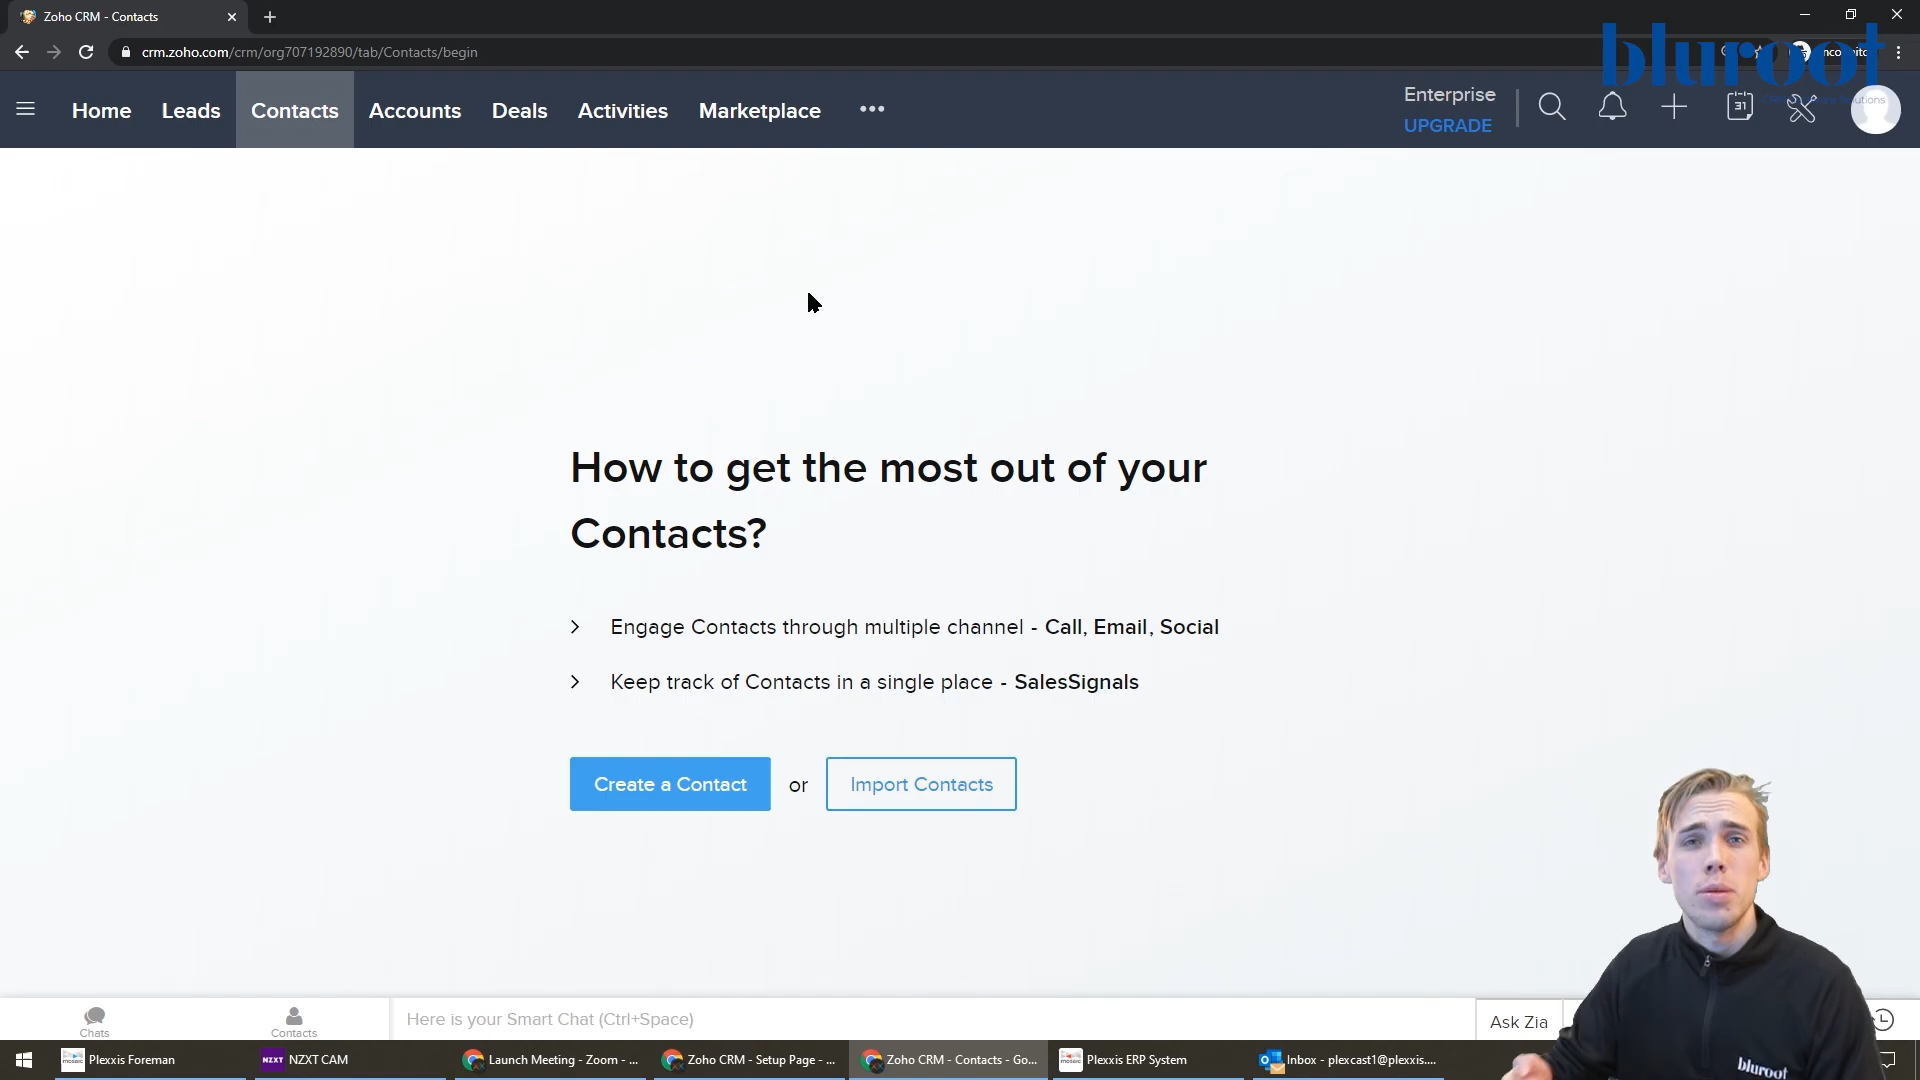 Zoho CRM - Contacts
crm.zoho.com/crm/org707192890/tab/Contacts/begin
bluroot
Home
Leads
Contacts
Accounts
Deals
Activities
Marketplace
•••
Enterprise
UPGRADE
31
How to get the most out of your
Contacts?
Engage Contacts through multiple channel - Call, Email, Social
Keep track of Contacts in a single place - SalesSignals
Create a Contact
or
Import Contacts
Chats
Contacts
Here is your Smart Chat (Ctrl+Space)
Ask Zia
bluroot
Plexxis Foreman
NZXT
NZXT CAM
Launch Meeting - Zoom - ...
Zoho CRM - Setup Page - ...
Zoho CRM - Contacts - Go...
Plexxis ERP System
Inbox - plexcast1@plexxis....